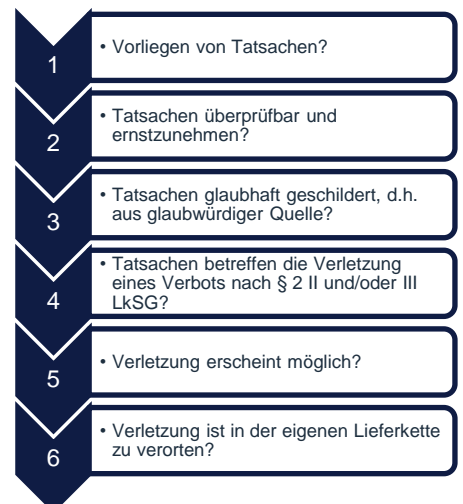 1
• Vorliegen von Tatsachen?
2
• Tatsachen überprüfbar und
ernstzunehmen?
3
• Tatsachen glaubhaft geschildert, d.h.
aus glaubwürdiger Quelle?
4
• Tatsachen betreffen die Verletzung
eines Verbots nach § 2 II und/oder III
LkSG?
5
• Verletzung erscheint möglich?
6
• Verletzung ist in der eigenen Lieferkette
zu verorten?